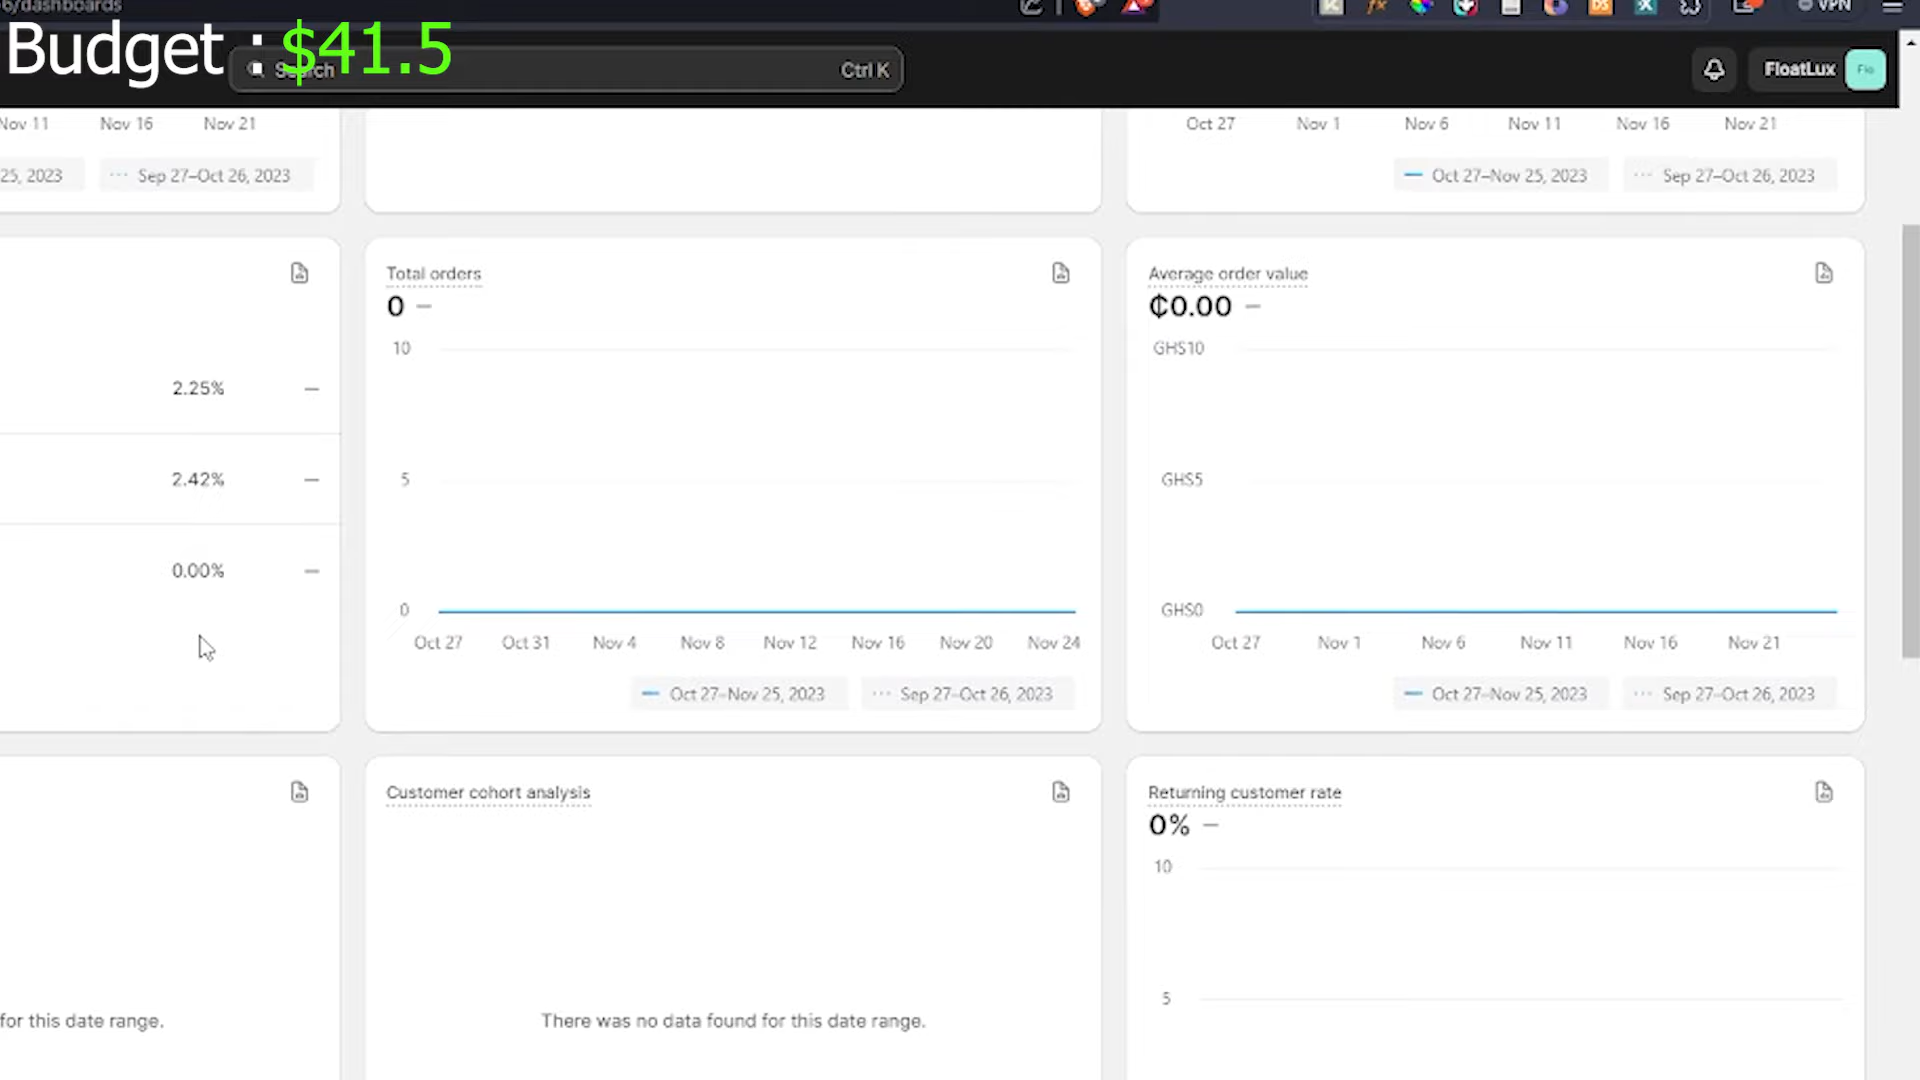 6/dashboards
VPN
Budget : $41.5
Search
Ctrl K
FloatLux
Flo
Nov 11 Nov 16 Nov 21
25, 2023 Sep 27–Oct 26, 2023
Oct 27 Nov 1 Nov 6 Nov 11 Nov 16 Nov 21
Oct 27–Nov 25, 2023 Sep 27–Oct 26, 2023
2.25% —
2.42% —
0.00% —
Total orders
0 —
10
5
0
Oct 27 Oct 31 Nov 4 Nov 8 Nov 12 Nov 16 Nov 20 Nov 24
Oct 27–Nov 25, 2023 Sep 27–Oct 26, 2023
Average order value
₵0.00 —
GHS10
GHS5
GHS0
Oct 27 Nov 1 Nov 6 Nov 11 Nov 16 Nov 21
Oct 27–Nov 25, 2023 Sep 27–Oct 26, 2023
for this date range.
Customer cohort analysis
There was no data found for this date range.
Returning customer rate
0% —
10
5